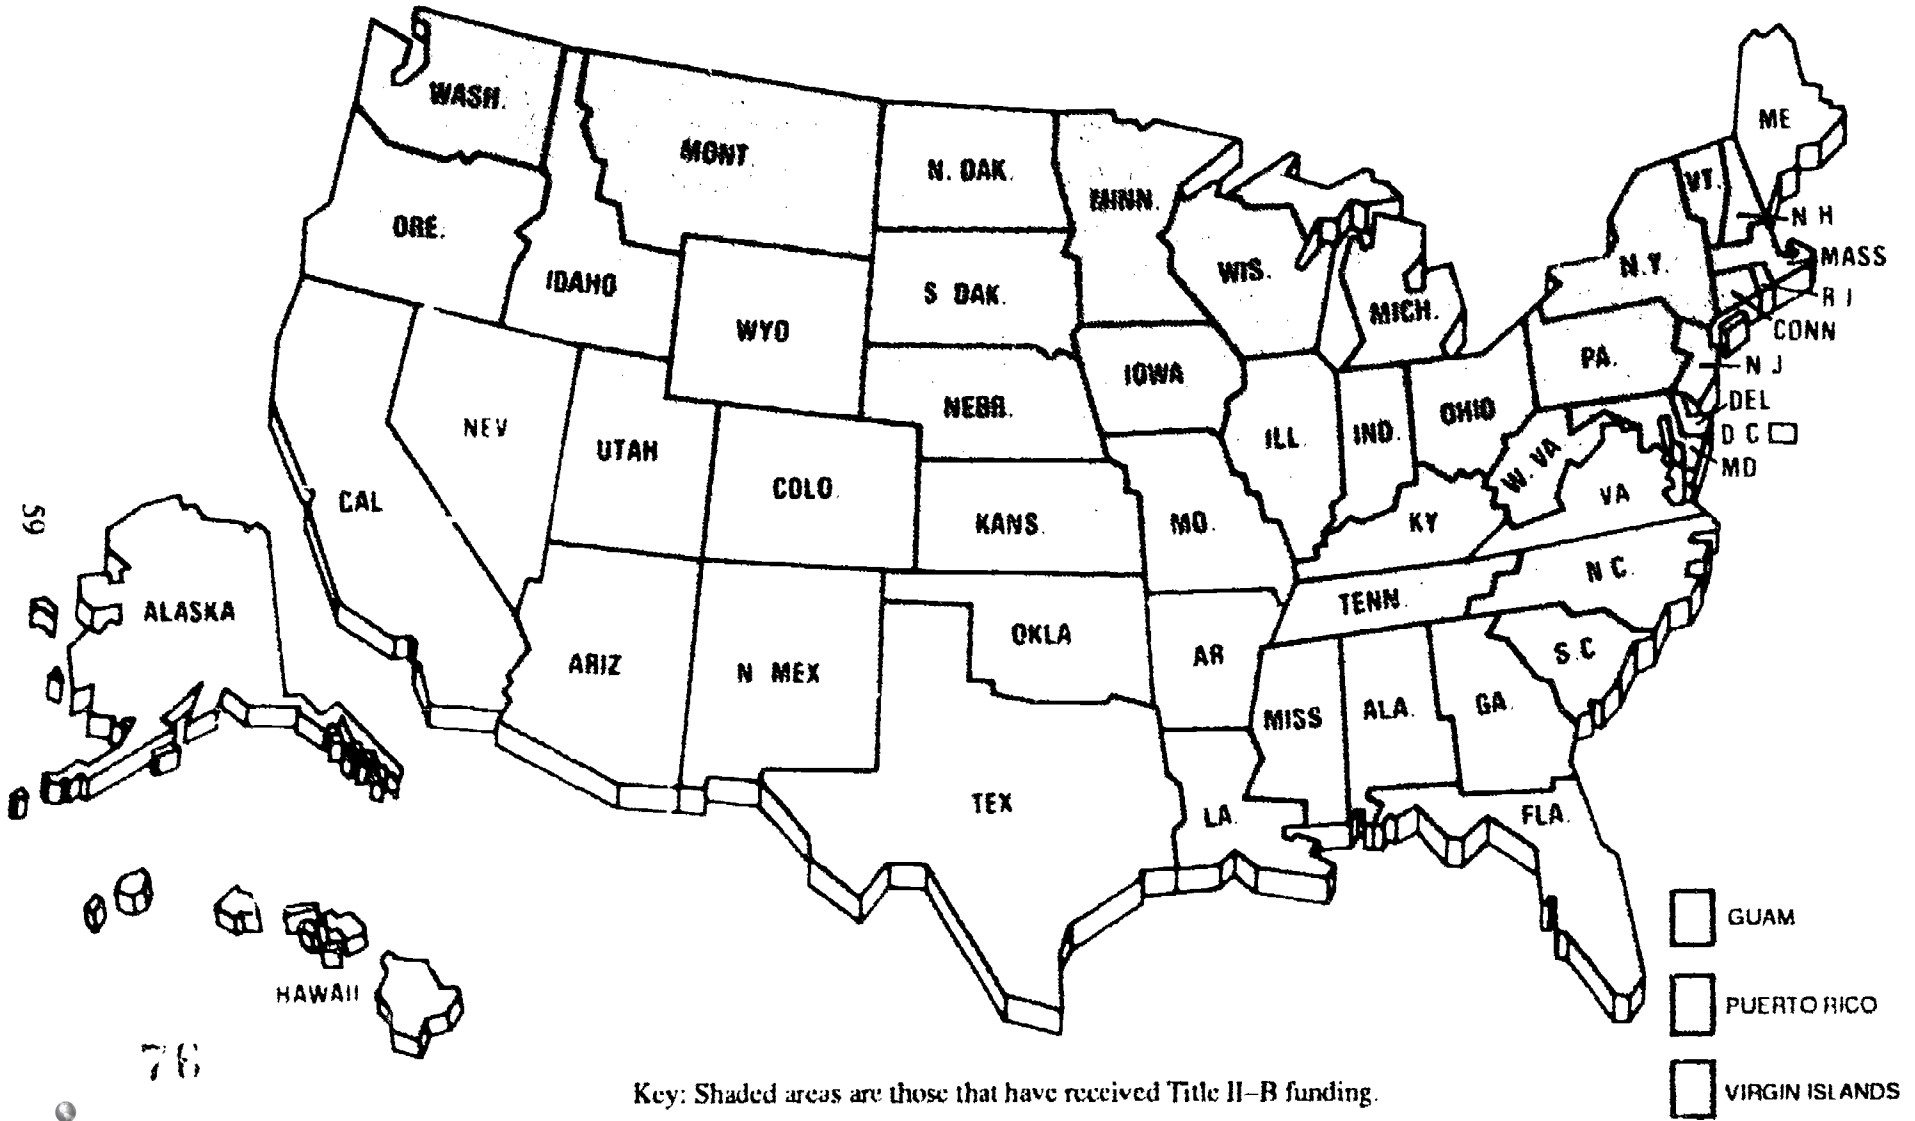 WASH.
MONT.
N. DAK.
MINN.
ME
VT.
N H
ORE.
IDAHO
S DAK.
WIS.
MICH.
N.Y.
MASS
R I
CONN
WYO
PA.
N J
IOWA
NEBR.
OHIO
DEL
D C
MD
NEV
UTAH
ILL
IND.
W. VA
CAL
COLO.
KANS.
MO.
KY
VA
59
ALASKA
N C.
TENN.
ARIZ
N MEX
OKLA
AR
S.C
MISS
ALA.
GA.
TEX
LA.
FLA.
GUAM
HAWAII
PUERTO RICO
76
Key: Shaded areas are those that have received Title II–B funding.
VIRGIN ISLANDS